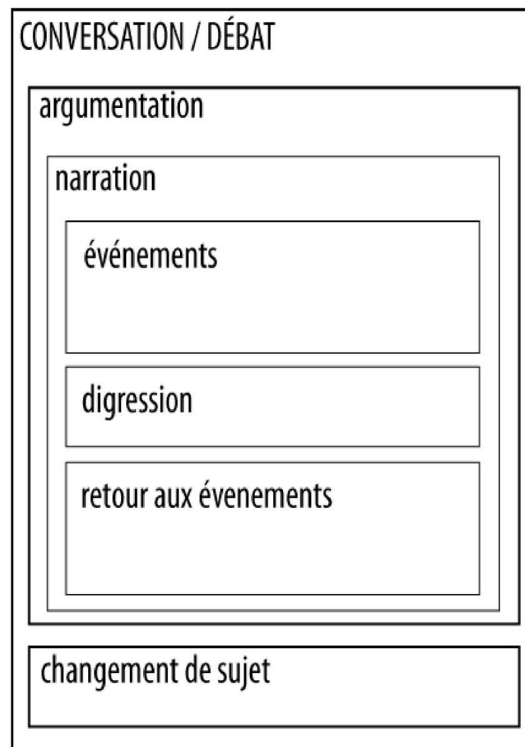 CONVERSATION / DÉBAT
argumentation
narration
événements
digression
retour aux évenements
changement de sujet